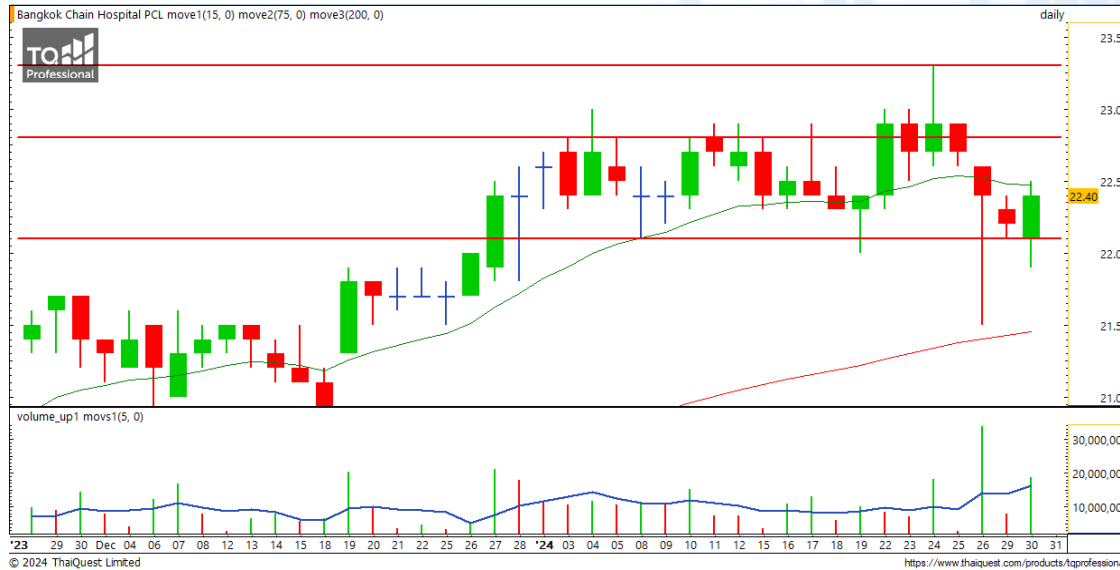 Bangkok Chain Hospital PCL move1(15, 0) move2(75, 0) move3(200, 0) daily
TQ
Professional
23.5
23.0
22.5
22.40
22.0
21.5
21.0
volume_up1 movs1(5, 0)
30,000,00
20,000,00
10,000,00
'23 29 30 Dec 04 06 07 08 12 13 14 15 18 19 20 21 22 25 26 27 28 '24 03 04 05 08 09 10 11 12 15 16 17 18 19 22 23 24 25 26 29 30 31
© 2024 ThaiQuest Limited https://www.thaiquest.com/products/tqprofession